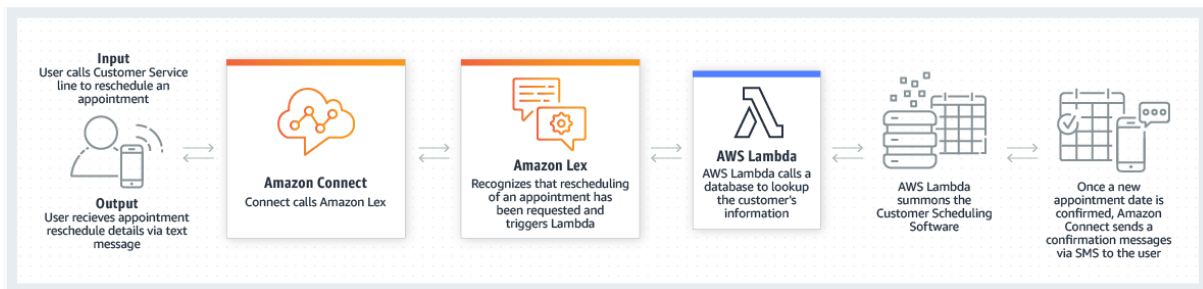 Input
User calls Customer Service
line to reschedule an
appointment
Output
User recieves appointment
reschedule details via text
message
Amazon Connect
Connect calls Amazon Lex
Amazon Lex
Recognizes that rescheduling
of an appointment has
been requested and
triggers Lambda
AWS Lambda
AWS Lambda calls a
database to lookup
the customer's
information
AWS Lambda
summons the
Customer Scheduling
Software
Once a new
appointment date is
confirmed, Amazon
Connect sends a
confirmation messages
via SMS to the user